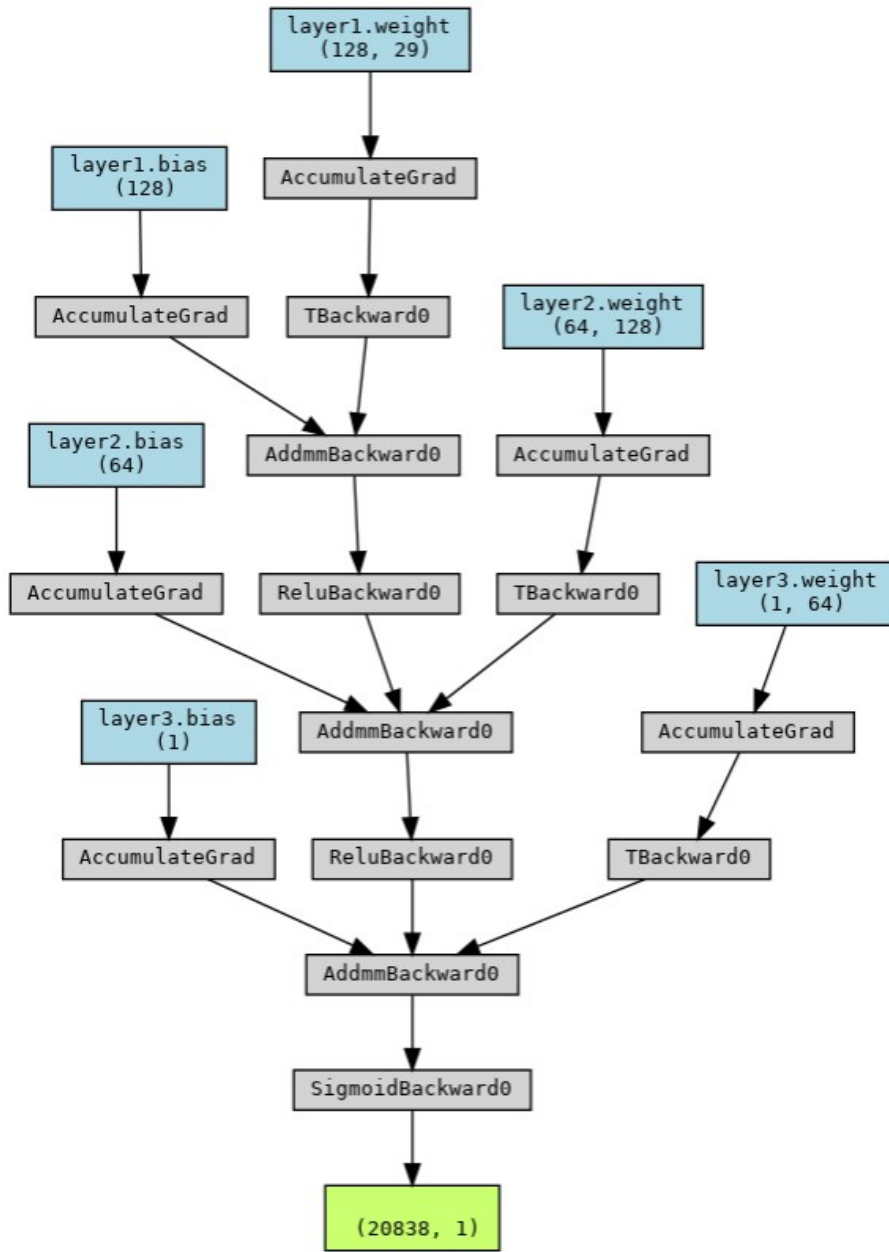 layer1.weight
(128, 29)
layer1.bias
(128)
AccumulateGrad
AccumulateGrad
TBackward0
layer2.weight
(64, 128)
layer2.bias
(64)
AddmmBackward0
AccumulateGrad
AccumulateGrad
ReluBackward0
TBackward0
layer3.weight
(1, 64)
layer3.bias
(1)
AddmmBackward0
AccumulateGrad
AccumulateGrad
ReluBackward0
TBackward0
AddmmBackward0
SigmoidBackward0
(20838, 1)